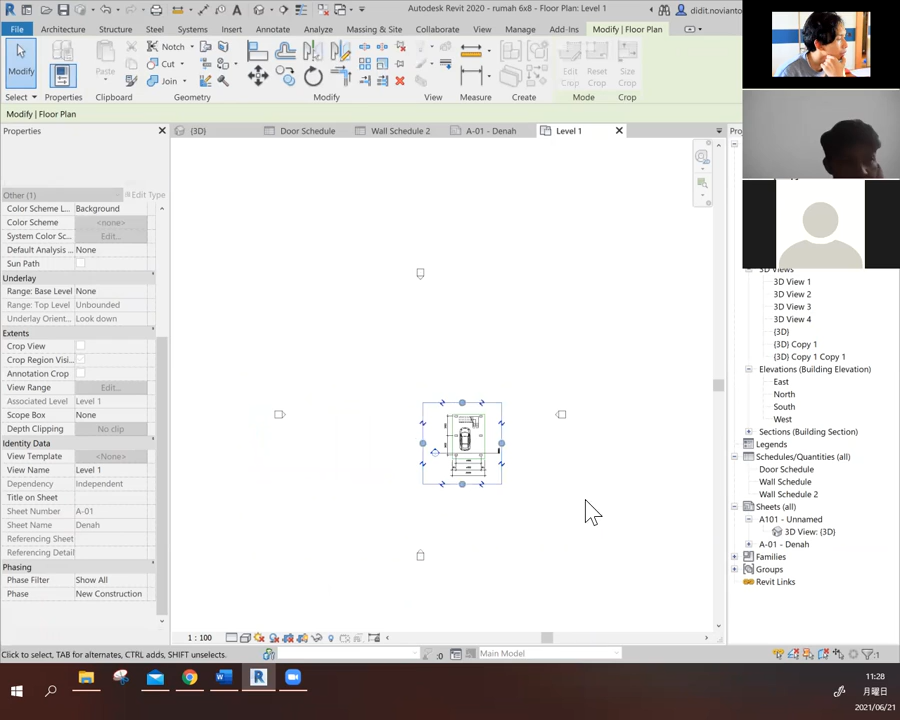 Autodesk Revit 2020 - rumah 6x8 - Floor Plan: Level 1
didit.novianto
File
Architecture
Structure
Steel
Systems
Insert
Annotate
Analyze
Massing & Site
Collaborate
View
Manage
Add-Ins
Modify | Floor Plan
Modify
Properties
Paste
Notch
Cut
Join
Edit Crop
Reset Crop
Size Crop
Select
Properties
Clipboard
Geometry
Modify
View
Measure
Create
Mode
Crop
Modify | Floor Plan
Properties
{3D}
Door Schedule
Wall Schedule 2
A-01 - Denah
Level 1
Other (1)
Edit Type
Color Scheme L... Background
Color Scheme <none>
System Color Sc... Edit...
Default Analysis ... None
Sun Path
Underlay
Range: Base Level None
Range: Top Level Unbounded
Underlay Orient... Look down
Extents
Crop View
Crop Region Visi...
Annotation Crop
View Range Edit...
Associated Level Level 1
Scope Box None
Depth Clipping No clip
Identity Data
View Template <None>
View Name Level 1
Dependency Independent
Title on Sheet
Sheet Number A-01
Sheet Name Denah
Referencing Sheet
Referencing Detail
Phasing
Phase Filter Show All
Phase New Construction
3D Views
3D View 1
3D View 2
3D View 3
3D View 4
{3D}
{3D} Copy 1
{3D} Copy 1 Copy 1
Elevations (Building Elevation)
East
North
South
West
Sections (Building Section)
Legends
Schedules/Quantities (all)
Door Schedule
Wall Schedule
Wall Schedule 2
Sheets (all)
A101 - Unnamed
3D View: {3D}
A-01 - Denah
Families
Groups
Revit Links
1 : 100
Click to select, TAB for alternates, CTRL adds, SHIFT unselects.
:0
Main Model
:1
11:28
月曜日
2021/06/21